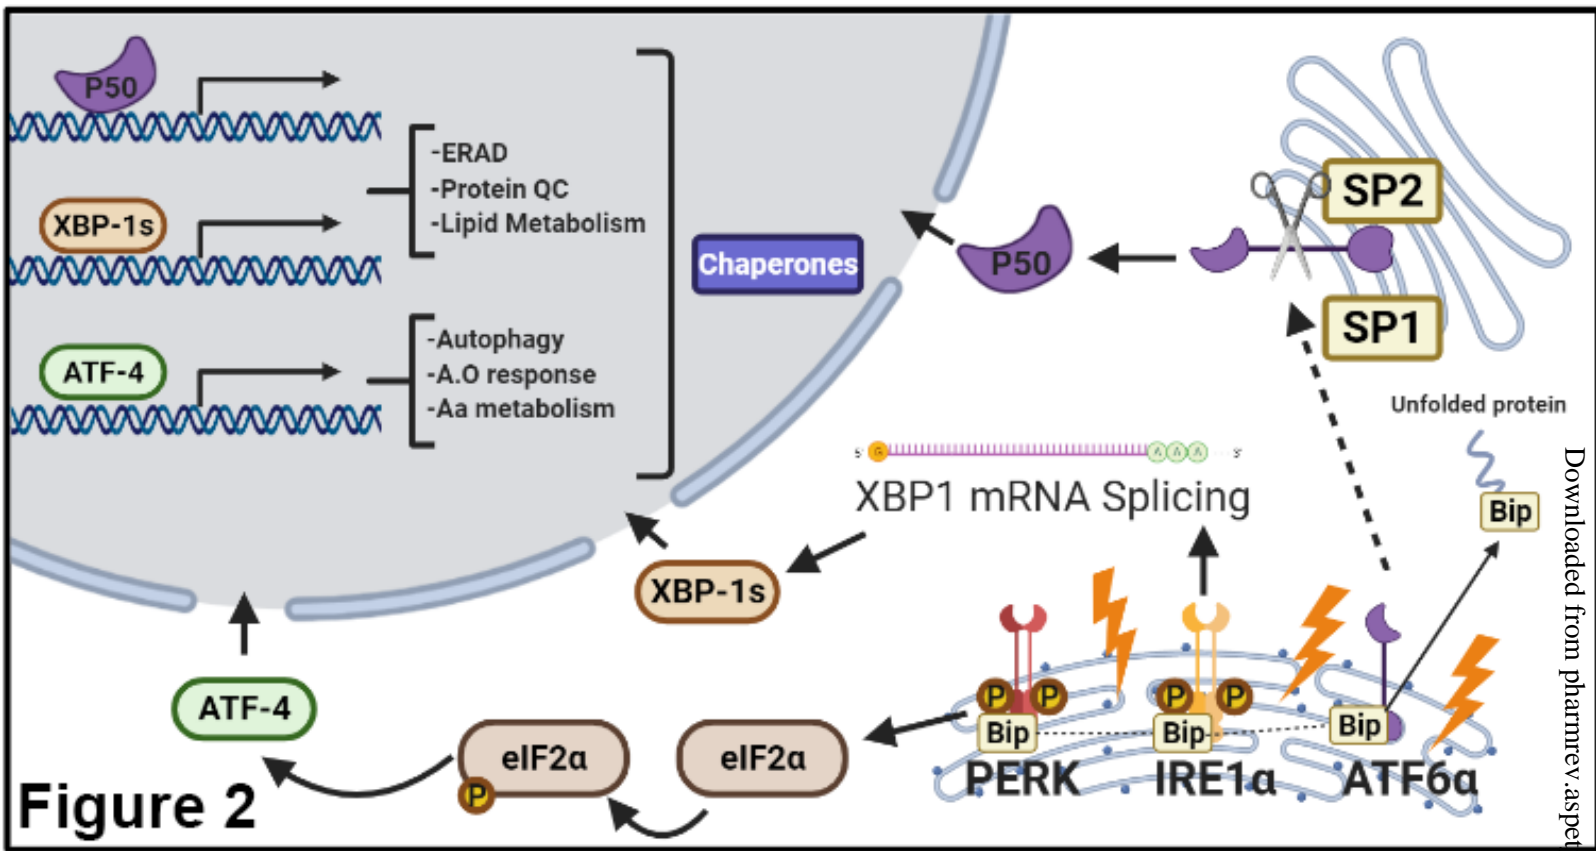 P50
-ERAD
-Protein QC
-Lipid Metabolism
XBP-1s
ATF-4
-Autophagy
-A.O response
-Aa metabolism
Chaperones
P50
SP2
SP1
Unfolded protein
Bip
5' G A A A 3'
XBP1 mRNA Splicing
XBP-1s
ATF-4
eIF2α
P
eIF2α
P P
Bip
PERK
P P
Bip
IRE1α
Bip
ATF6α
Figure 2
Downloaded from pharmrev.aspet